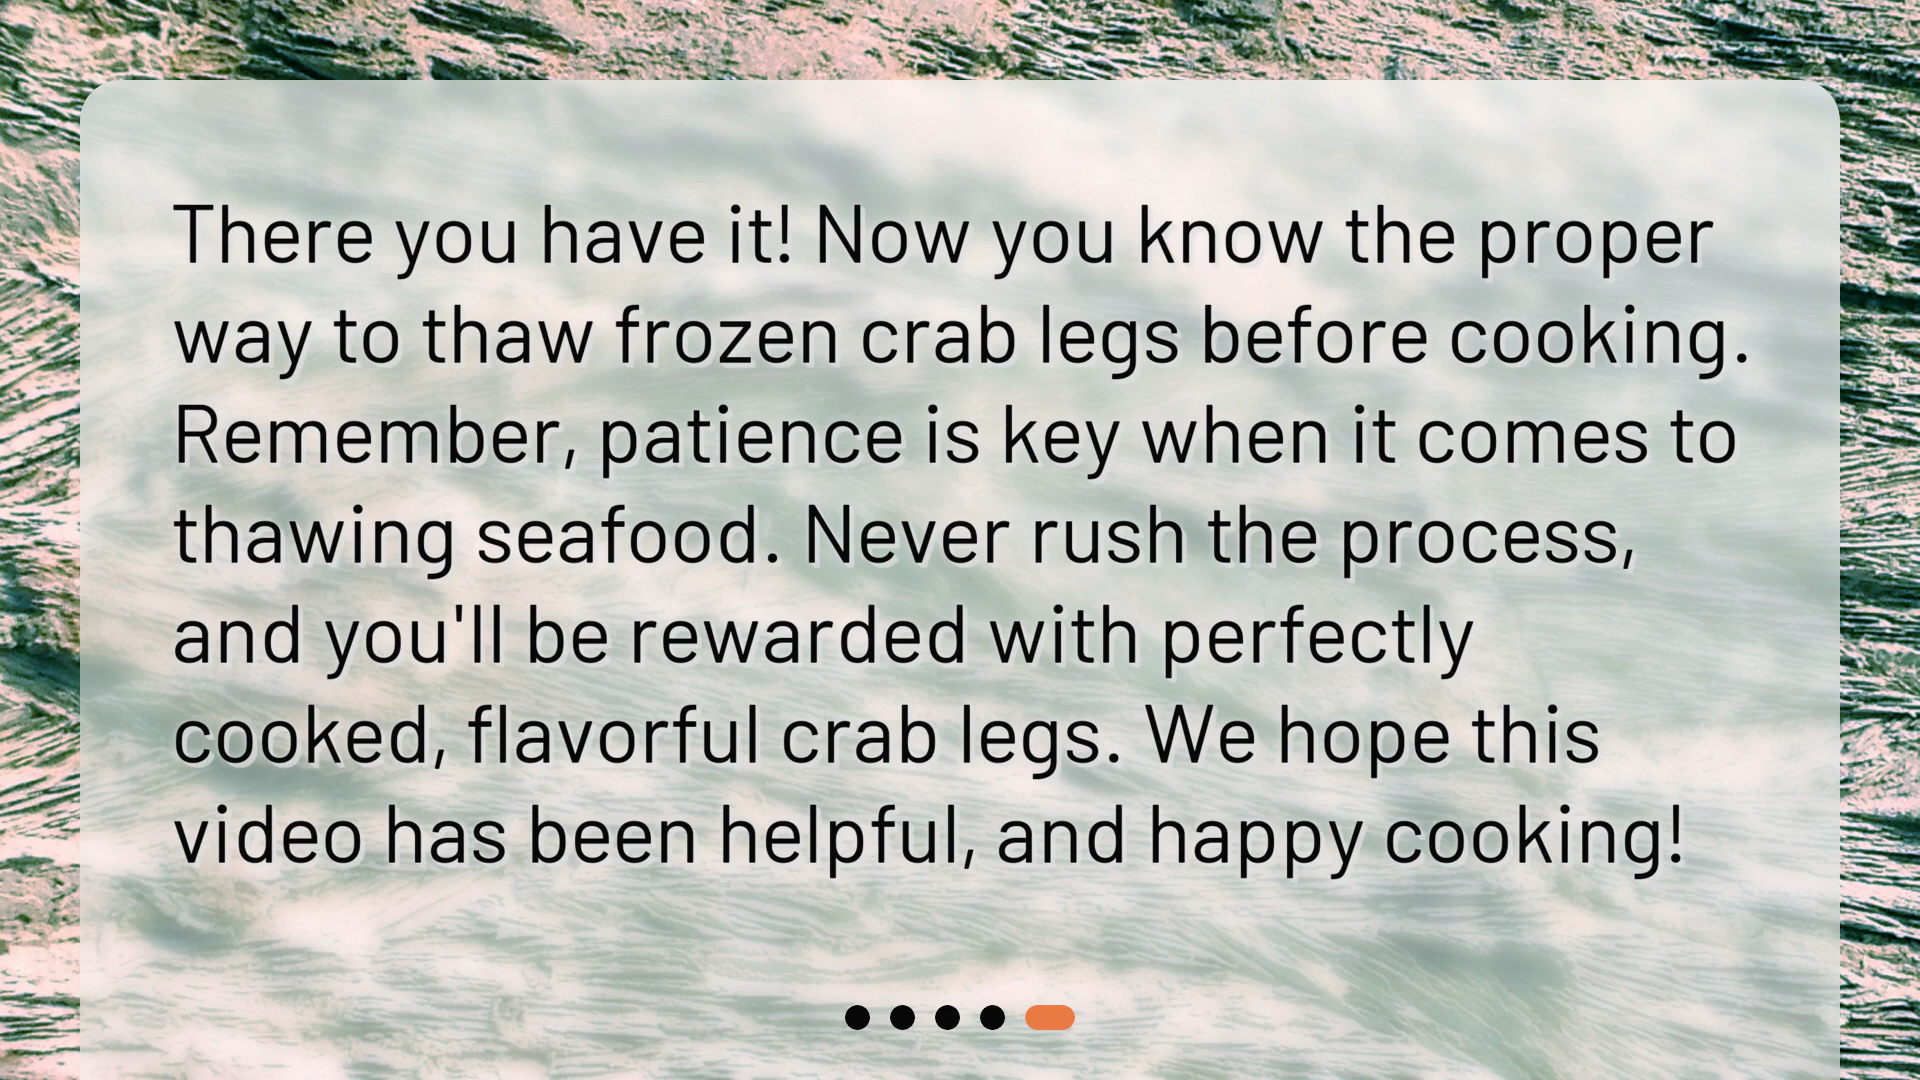 There you have it! Now you know the proper
way to thaw frozen crab legs before cooking.
Remember, patience is key when it comes to
thawing seafood. Never rush the process,
and you'll be rewarded with perfectly
cooked, flavorful crab legs. We hope this
video has been helpful, and happy cooking!